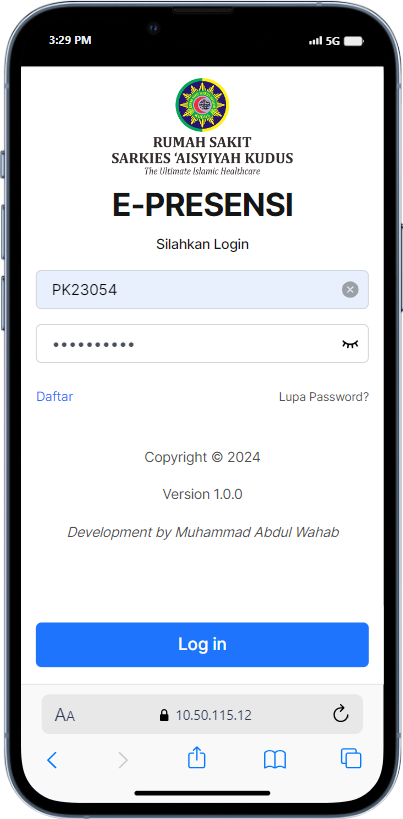 3:29 PM
5G
RUMAH SAKIT
SARKIES ‘AISYIYAH KUDUS
The Ultimate Islamic Healthcare
E-PRESENSI
Silahkan Login
PK23054
••••••••••
Daftar
Lupa Password?
Copyright © 2024
Version 1.0.0
Development by Muhammad Abdul Wahab
Log in
AA
10.50.115.12